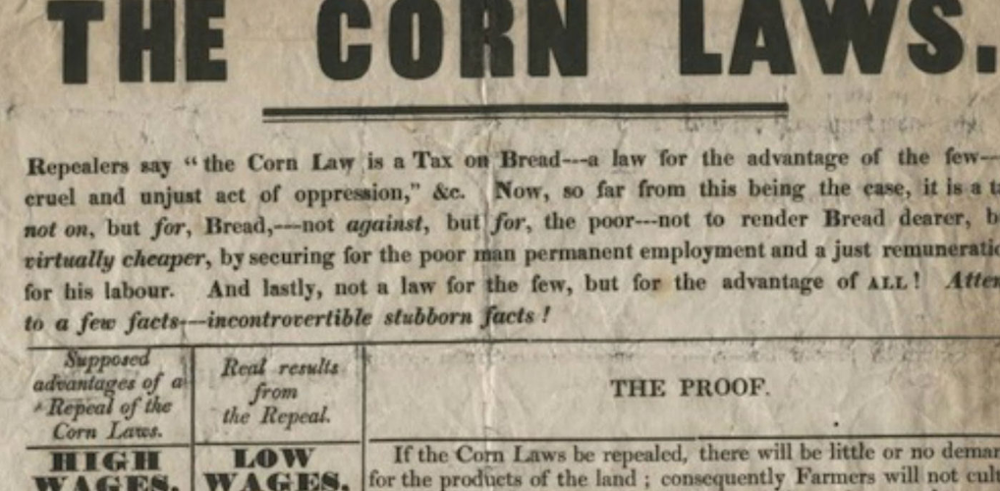 THE CORN LAWS.
Repealers say “the Corn Law is a Tax on Bread---a law for the advantage of the few—
cruel and unjust act of oppression,” &c. Now, so far from this being the case, it is a
not on, but for, Bread,---not against, but for, the poor---not to render Bread dearer,
virtually cheaper, by securing for the poor man permanent employment and a just
for his labour. And lastly, not a law for the few, but for the advantage of ALL!
to a few facts---incontrovertible stubborn facts!
Supposed
advantages of a
Repeal of the
Corn Laws.
Real results
from
the Repeal.
THE PROOF.
HIGH
WAGES.
LOW
WAGES.
If the Corn Laws be repealed, there will be little or no
for the products of the land; consequently Farmers will not